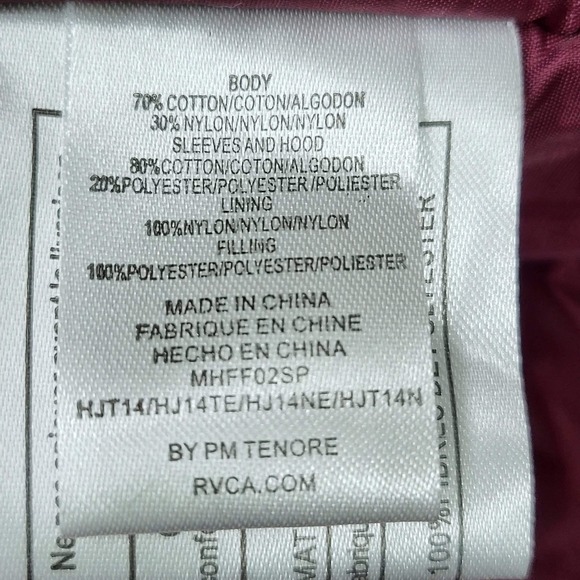 BODY
70% COTTON/COTON/ALGODON
30% NYLON/NYLON/NYLON
SLEEVES AND HOOD
80%COTTON/COTON/ALGODON
20%POLYESTER/POLYESTER/POLIESTER
LINING
100%NYLON/NYLON/NYLON
FILLING
100%POLYESTER/POLYESTER/POLIESTER
MADE IN CHINA
FABRIQUE EN CHINE
HECHO EN CHINA
MHFF02SP
HJT14/HJ14TE/HJ14NE/HJT14N
BY PM TENORE
RVCA.COM